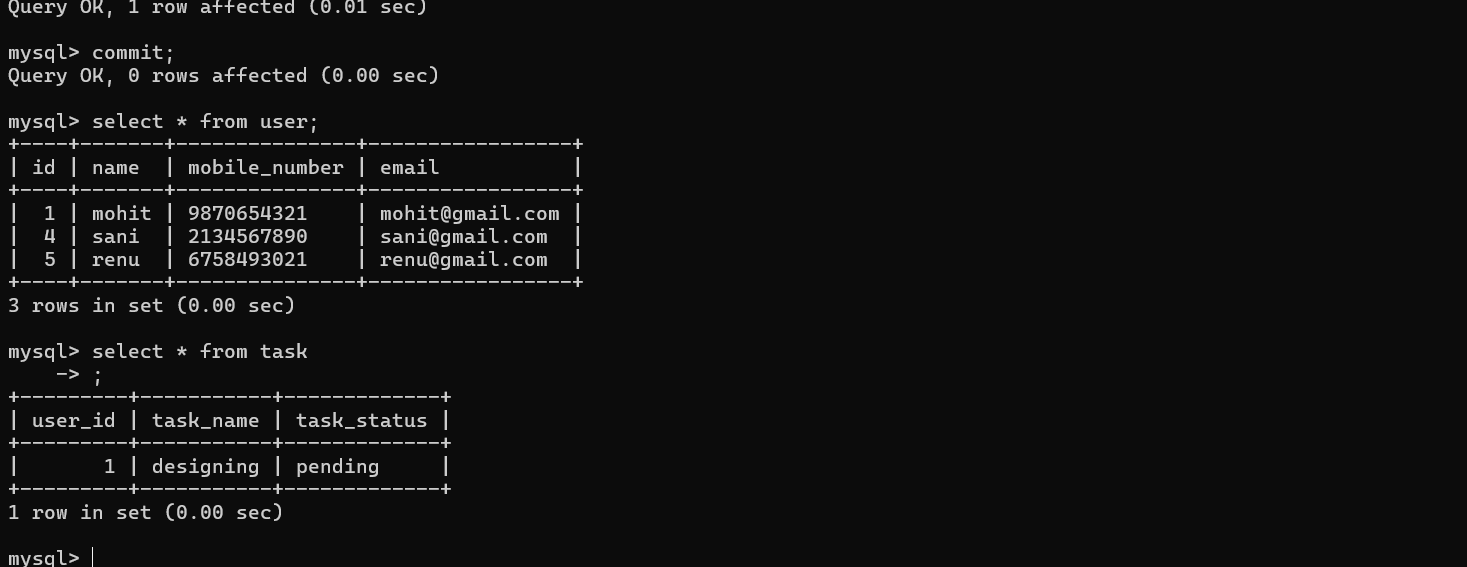 Query OK, 1 row affected (0.01 sec)

mysql> commit;
Query OK, 0 rows affected (0.00 sec)

mysql> select * from user;
+----+-------+---------------+-----------------+
| id | name  | mobile_number | email           |
+----+-------+---------------+-----------------+
|  1 | mohit | 9870654321    | mohit@gmail.com |
|  4 | sani  | 2134567890    | sani@gmail.com  |
|  5 | renu  | 6758493021    | renu@gmail.com  |
+----+-------+---------------+-----------------+
3 rows in set (0.00 sec)

mysql> select * from task
    -> ;
+---------+-----------+-------------+
| user_id | task_name | task_status |
+---------+-----------+-------------+
|       1 | designing | pending     |
+---------+-----------+-------------+
1 row in set (0.00 sec)

mysql>